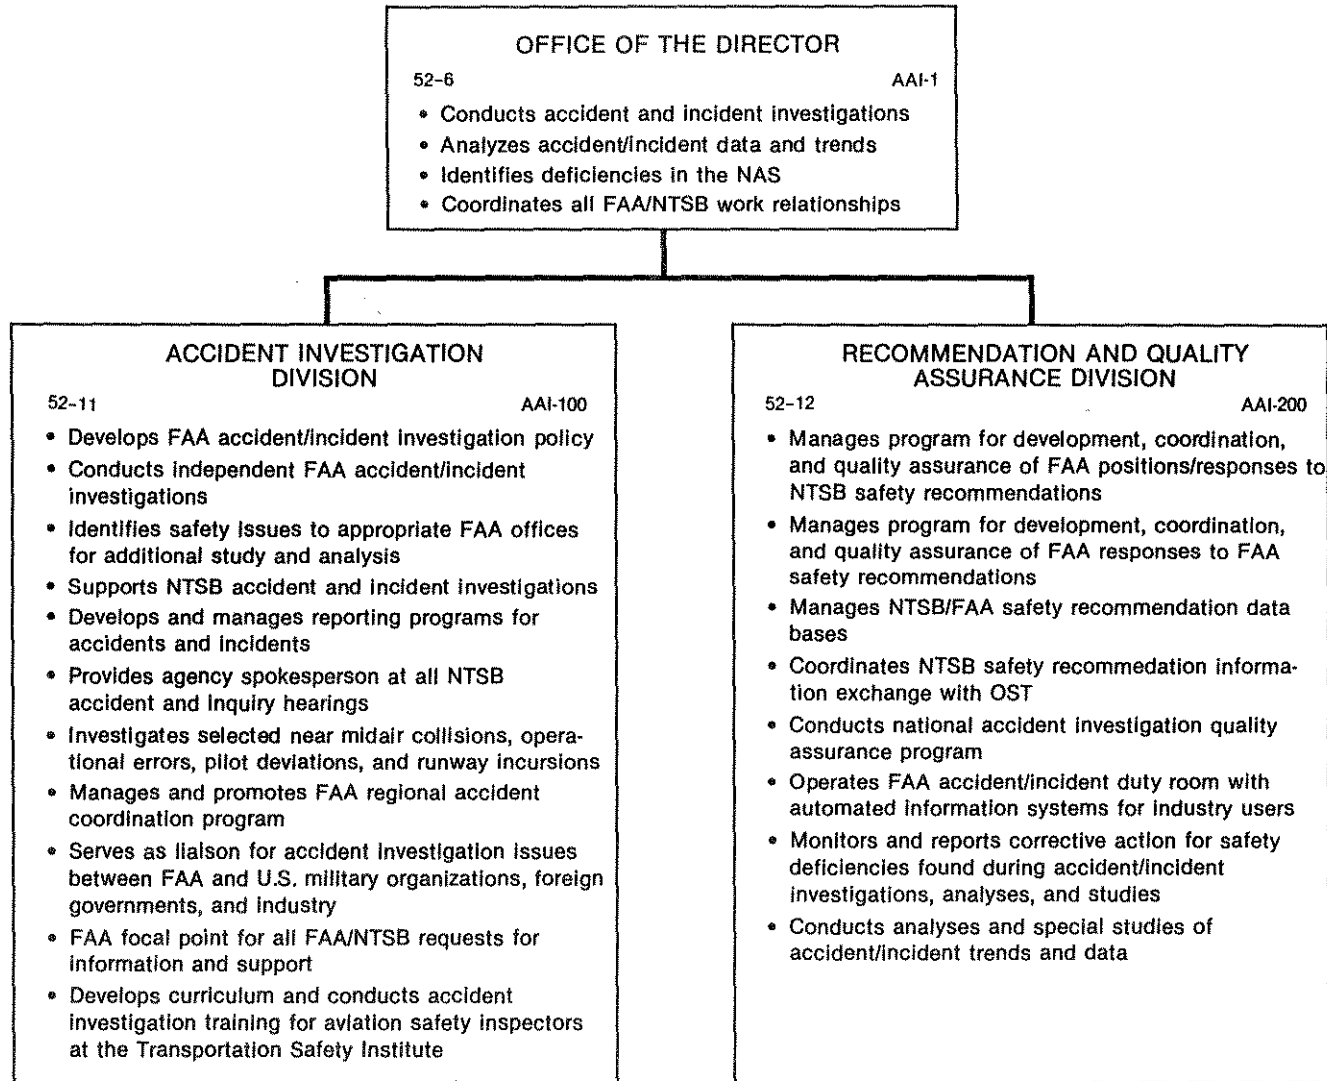 OFFICE OF THE DIRECTOR
52-6 AAI-1
• Conducts accident and incident investigations
• Analyzes accident/incident data and trends
• Identifies deficiencies in the NAS
• Coordinates all FAA/NTSB work relationships
ACCIDENT INVESTIGATION
DIVISION
52-11 AAI-100
• Develops FAA accident/incident investigation policy
• Conducts independent FAA accident/incident
investigations
• Identifies safety issues to appropriate FAA offices
for additional study and analysis
• Supports NTSB accident and incident investigations
• Develops and manages reporting programs for
accidents and incidents
• Provides agency spokesperson at all NTSB
accident and inquiry hearings
• Investigates selected near midair collisions, opera-
tional errors, pilot deviations, and runway incursions
• Manages and promotes FAA regional accident
coordination program
• Serves as liaison for accident investigation issues
between FAA and U.S. military organizations, foreign
governments, and industry
• FAA focal point for all FAA/NTSB requests for
information and support
• Develops curriculum and conducts accident
investigation training for aviation safety inspectors
at the Transportation Safety Institute
RECOMMENDATION AND QUALITY
ASSURANCE DIVISION
52-12 AAI-200
• Manages program for development, coordination,
and quality assurance of FAA positions/responses to
NTSB safety recommendations
• Manages program for development, coordination,
and quality assurance of FAA responses to FAA
safety recommendations
• Manages NTSB/FAA safety recommendation data
bases
• Coordinates NTSB safety recommedation informa-
tion exchange with OST
• Conducts national accident investigation quality
assurance program
• Operates FAA accident/incident duty room with
automated information systems for industry users
• Monitors and reports corrective action for safety
deficiencies found during accident/incident
investigations, analyses, and studies
• Conducts analyses and special studies of
accident/incident trends and data